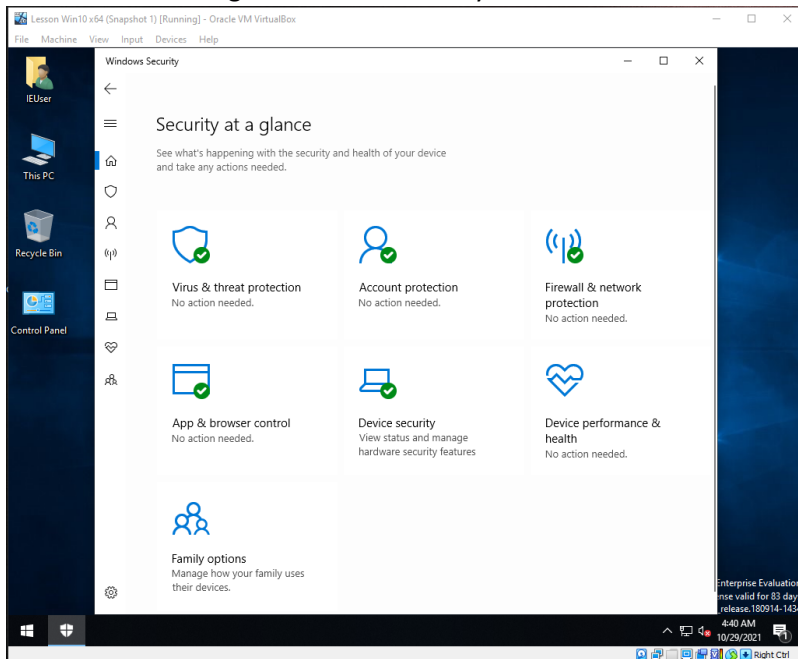 Lesson Win10 x64 (Snapshot 1) [Running] - Oracle VM VirtualBox
File Machine View Input Devices Help
Windows Security
IEUser
This PC
Recycle Bin
Control Panel
Security at a glance
See what's happening with the security and health of your device
and take any actions needed.
Virus & threat protection
No action needed.
Account protection
No action needed.
Firewall & network
protection
No action needed.
App & browser control
No action needed.
Device security
View status and manage
hardware security features
Device performance &
health
No action needed.
Family options
Manage how your family uses
their devices.
Enterprise Evaluation
valid for 83
4:40 AM
10/29/2021
1
Right Ctrl